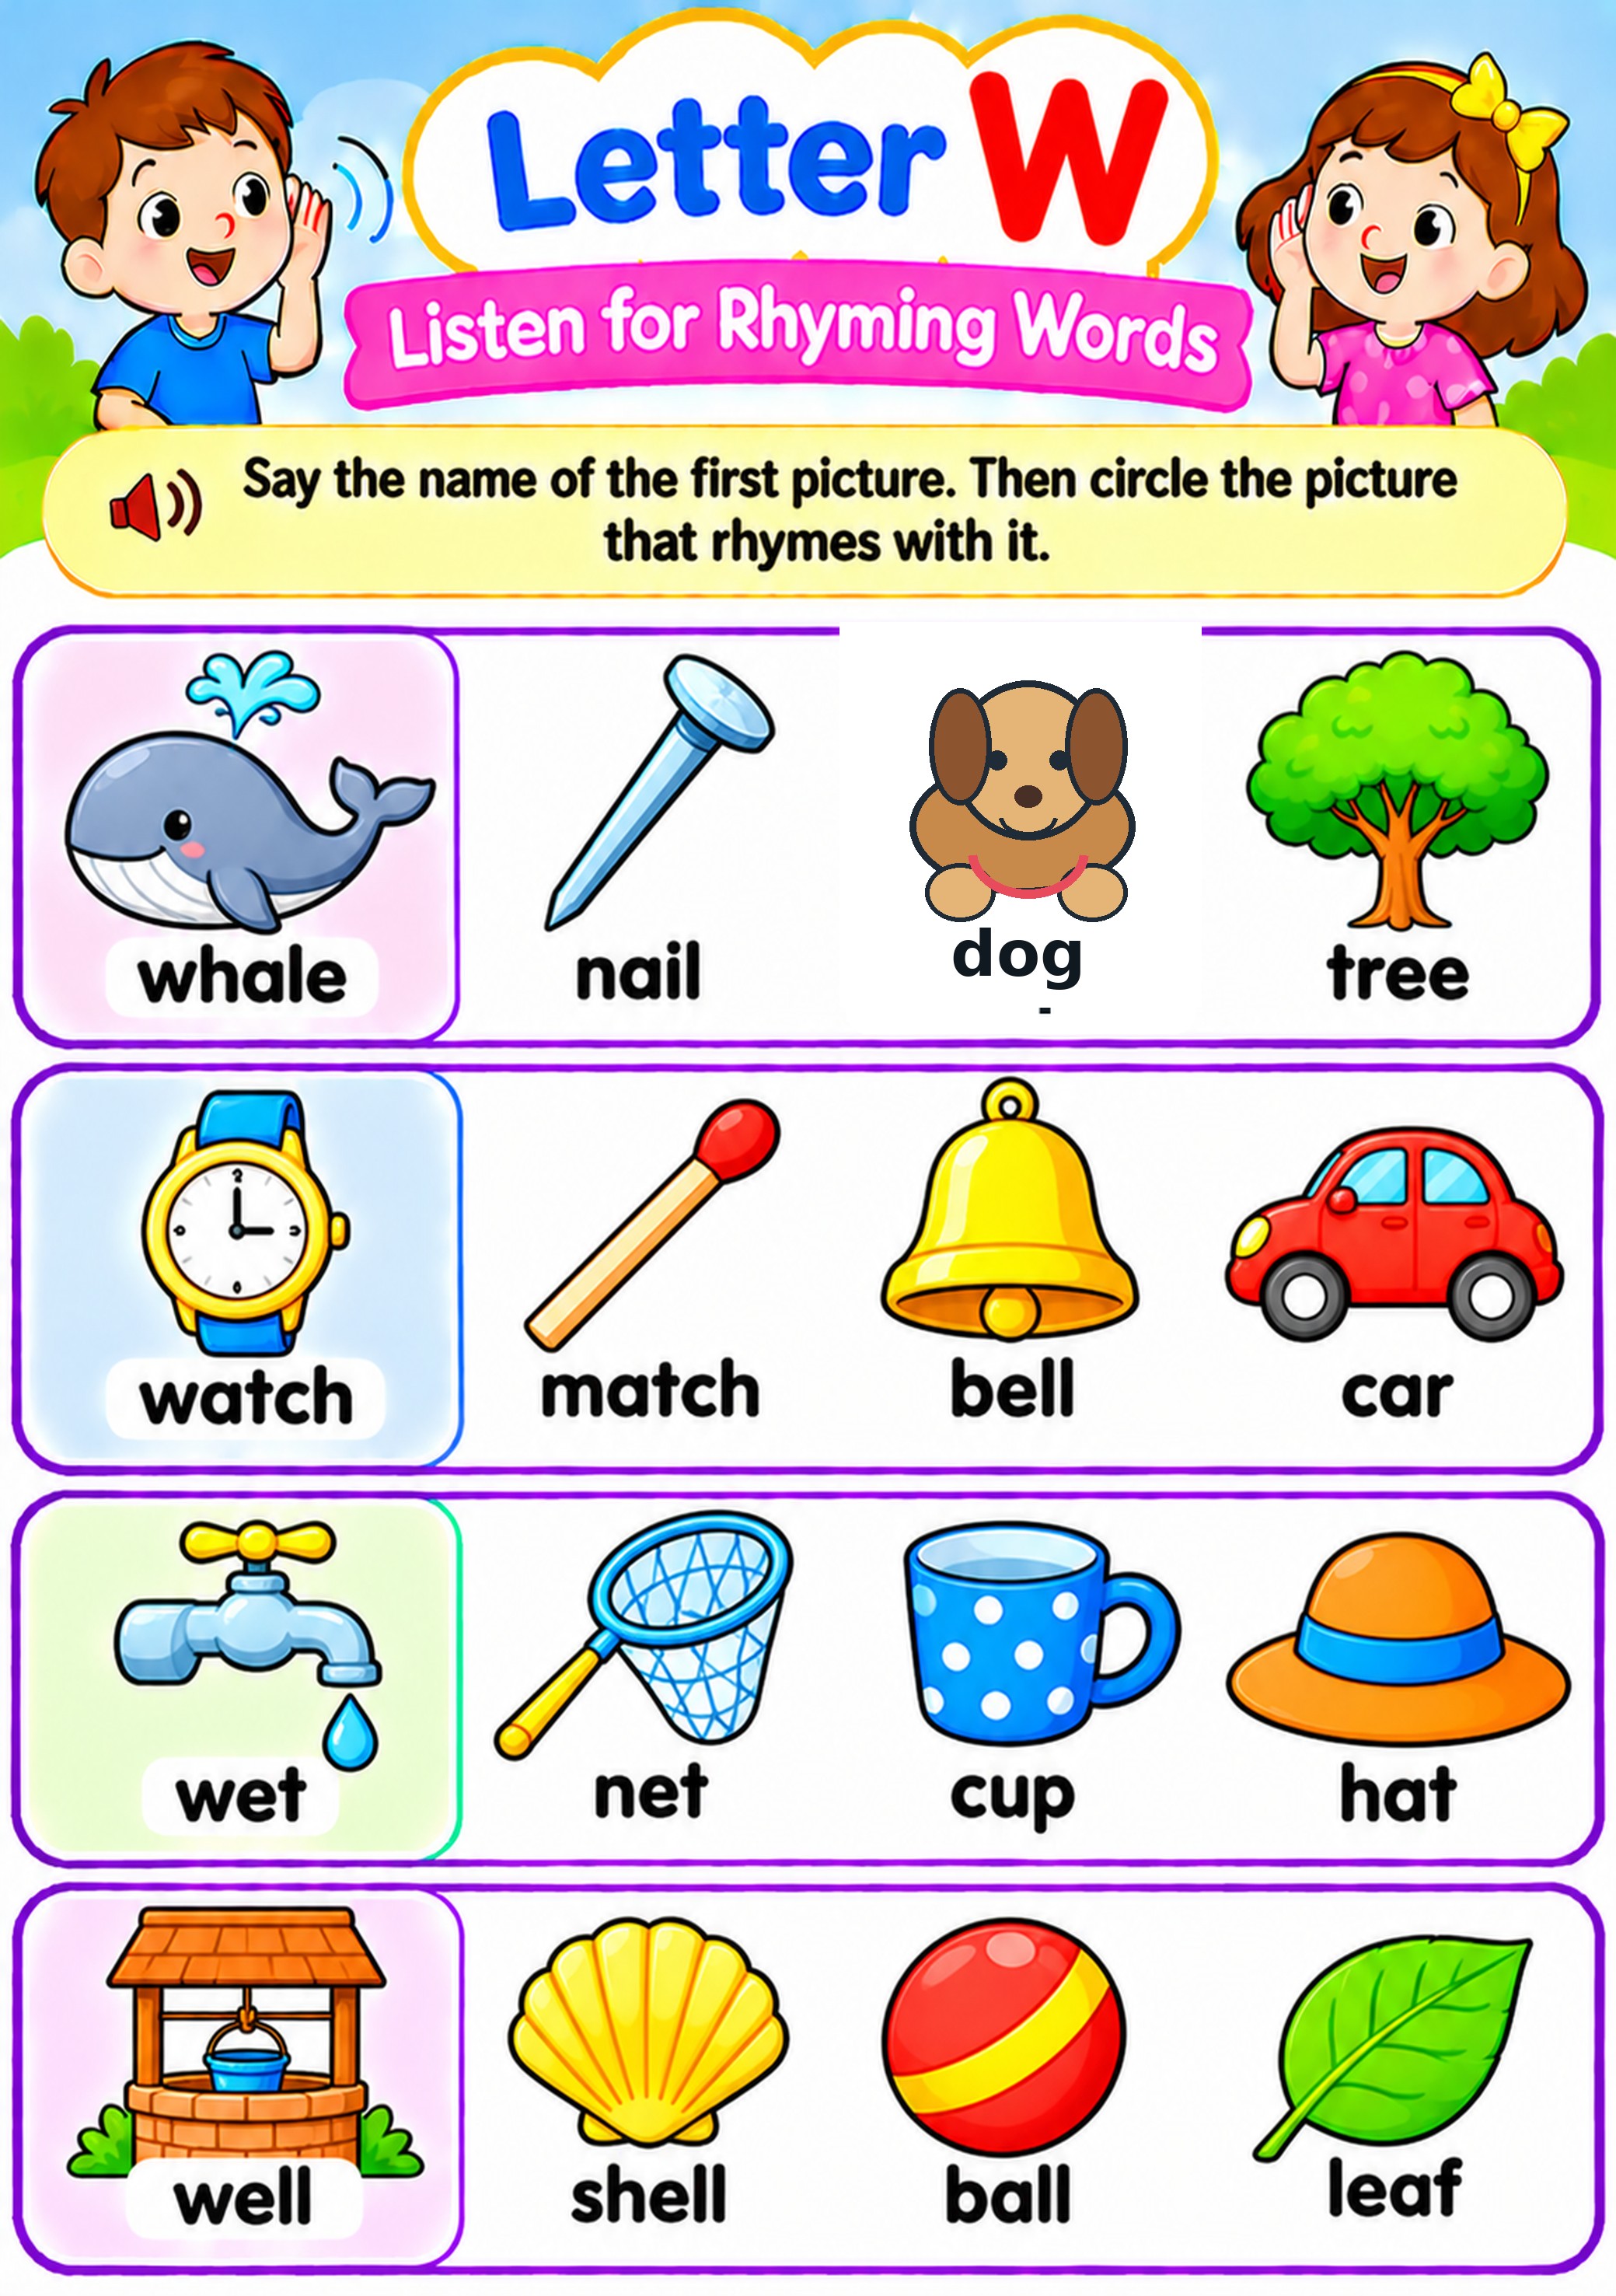 Letter W
Listen for Rhyming Words
Say the name of the first picture. Then circle the picture
that rhymes with it.
whale nail dog tree
watch match bell car
wet net cup hat
well shell ball leaf